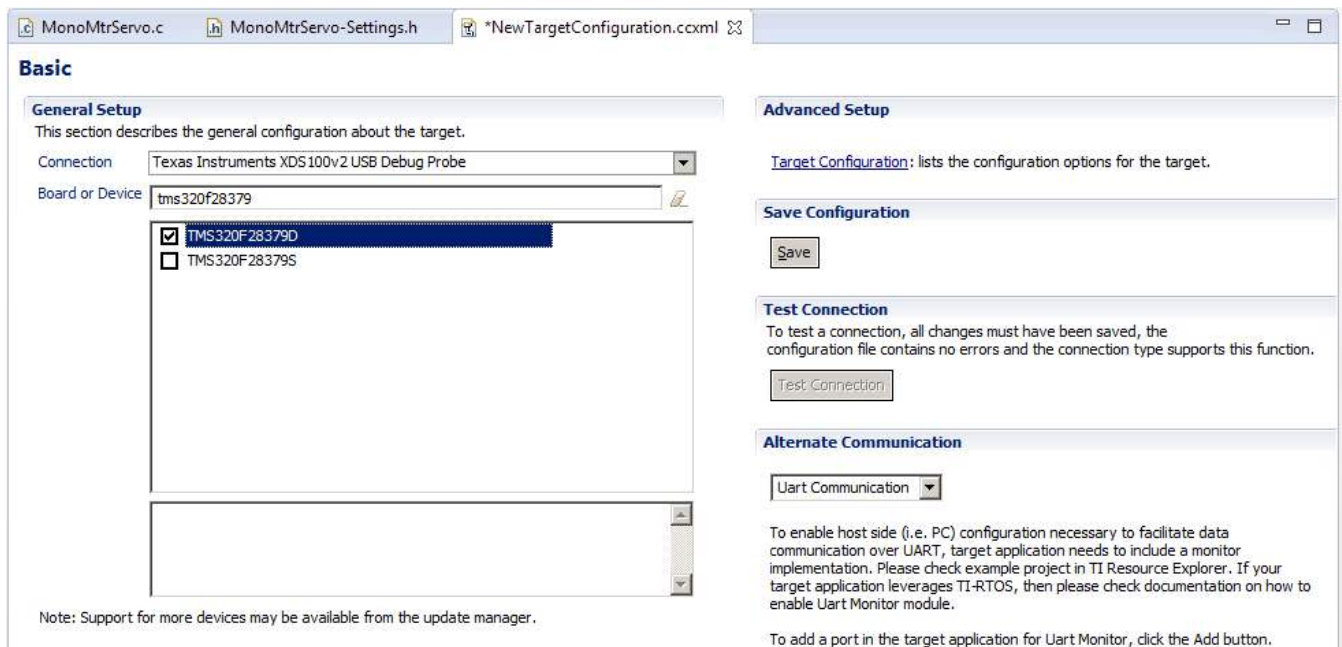 MonoMtrServo.c
MonoMtrServo-Settings.h
*NewTargetConfiguration.ccxml
Basic
General Setup
This section describes the general configuration about the target.
Connection
Texas Instruments XDS100v2 USB Debug Probe
Board or Device
tms320f28379
TMS320F28379D
TMS320F28379S
Note: Support for more devices may be available from the update manager.
Advanced Setup
Target Configuration: lists the configuration options for the target.
Save Configuration
Save
Test Connection
To test a connection, all changes must have been saved, the
configuration file contains no errors and the connection type supports this function.
Test Connection
Alternate Communication
Uart Communication
To enable host side (i.e. PC) configuration necessary to facilitate data
communication over UART, target application needs to include a monitor
implementation. Please check example project in TI Resource Explorer. If your
target application leverages TI-RTOS, then please check documentation on how to
enable Uart Monitor module.
To add a port in the target application for Uart Monitor, click the Add button.